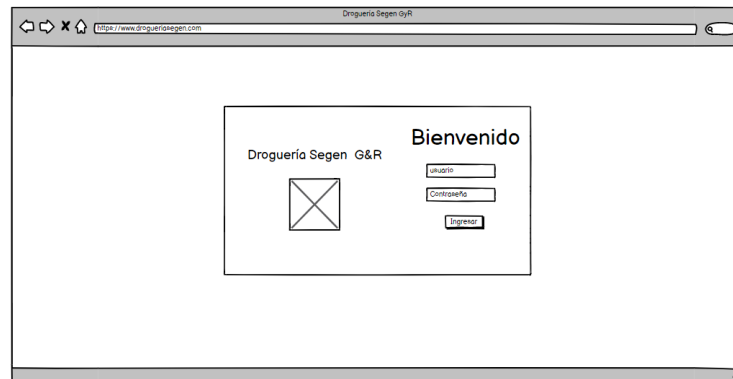 Droguería Segen GyR
https://www.drogueriasegen.com
Bienvenido
Droguería Segen G&R
usuario
Contraseña
Ingresar